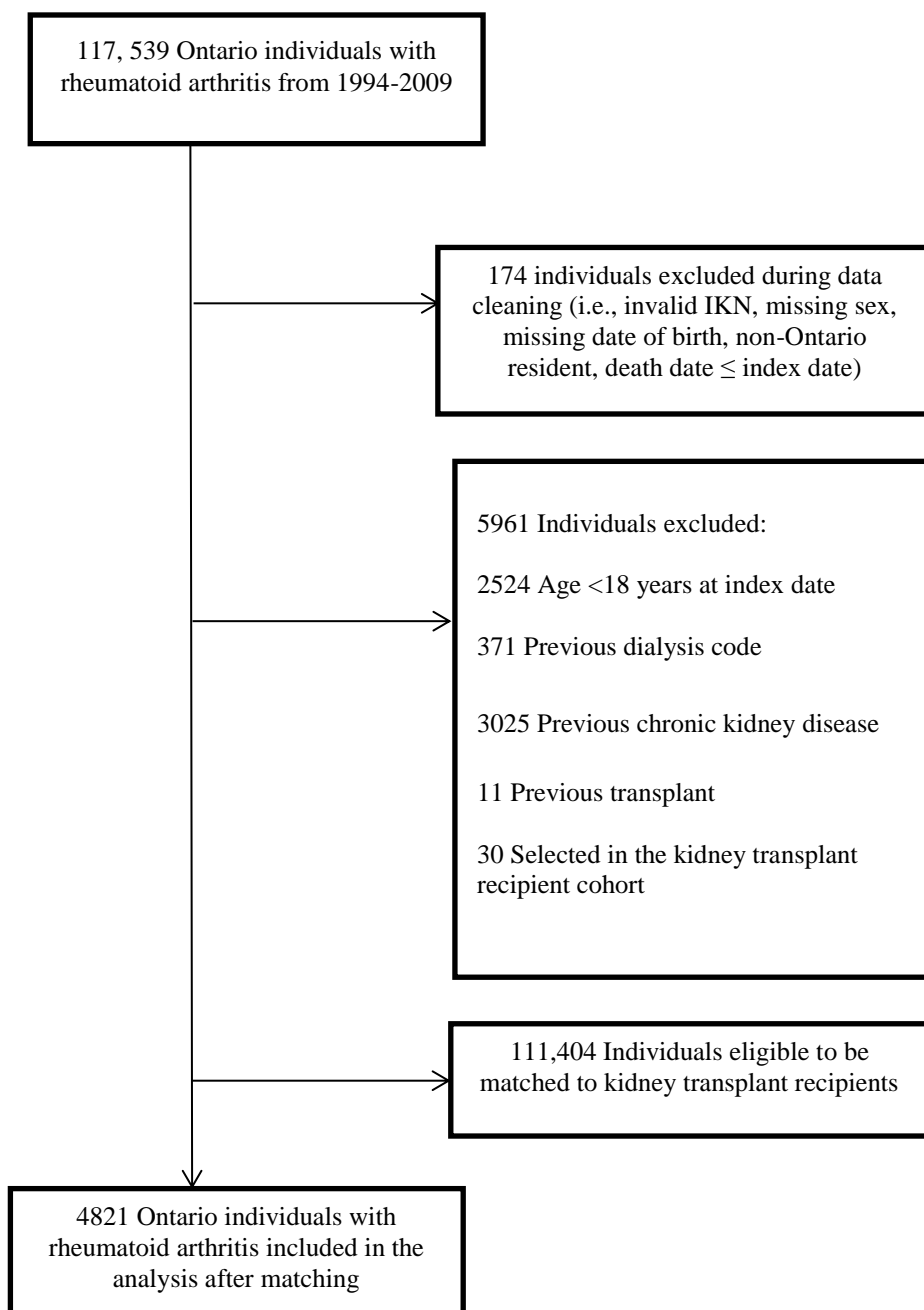 117, 539 Ontario individuals with
rheumatoid arthritis from 1994-2009
174 individuals excluded during data
cleaning (i.e., invalid IKN, missing sex,
missing date of birth, non-Ontario
resident, death date ≤ index date)
5961 Individuals excluded:
2524 Age <18 years at index date
371 Previous dialysis code
3025 Previous chronic kidney disease
11 Previous transplant
30 Selected in the kidney transplant
recipient cohort
111,404 Individuals eligible to be
matched to kidney transplant recipients
4821 Ontario individuals with
rheumatoid arthritis included in the
analysis after matching